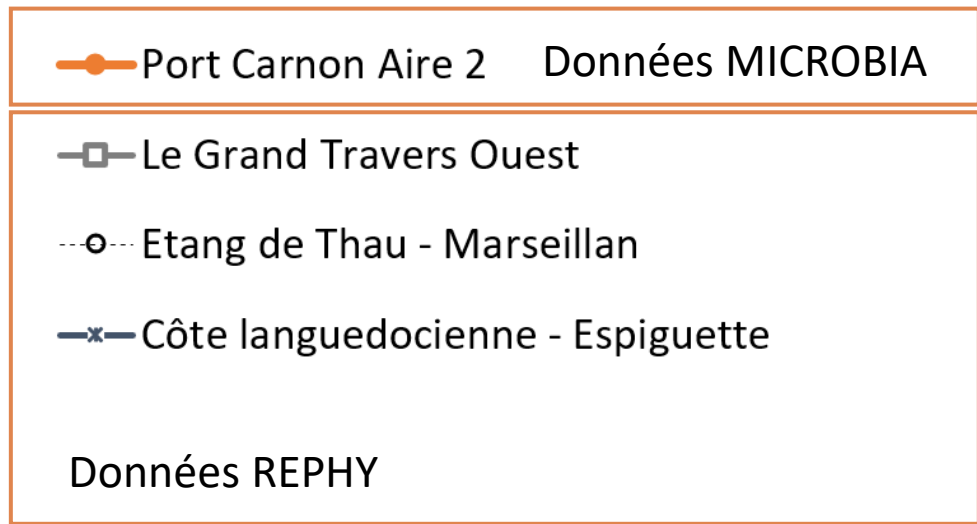 Port Carnon Aire 2 Données MICROBIA
Le Grand Travers Ouest
Etang de Thau - Marseillan
Côte languedocienne - Espiguette
Données REPHY